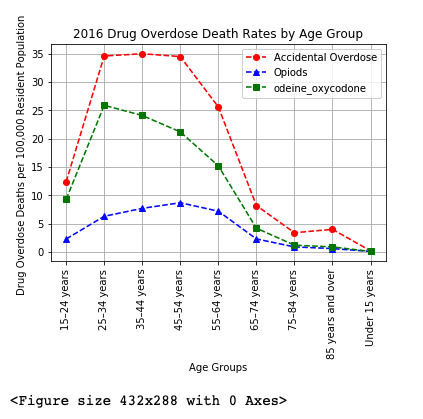 2016 Drug Overdose Death Rates by Age Group
Drug Overdose Deaths per 100,000 Resident Population
35
30
25
20
15
10
5
0
Accidental Overdose
Opiods
odeine_oxycodone
15–24 years
25–34 years
35–44 years
45–54 years
55–64 years
65–74 years
75–84 years
85 years and over
Under 15 years
Age Groups
<Figure size 432x288 with 0 Axes>